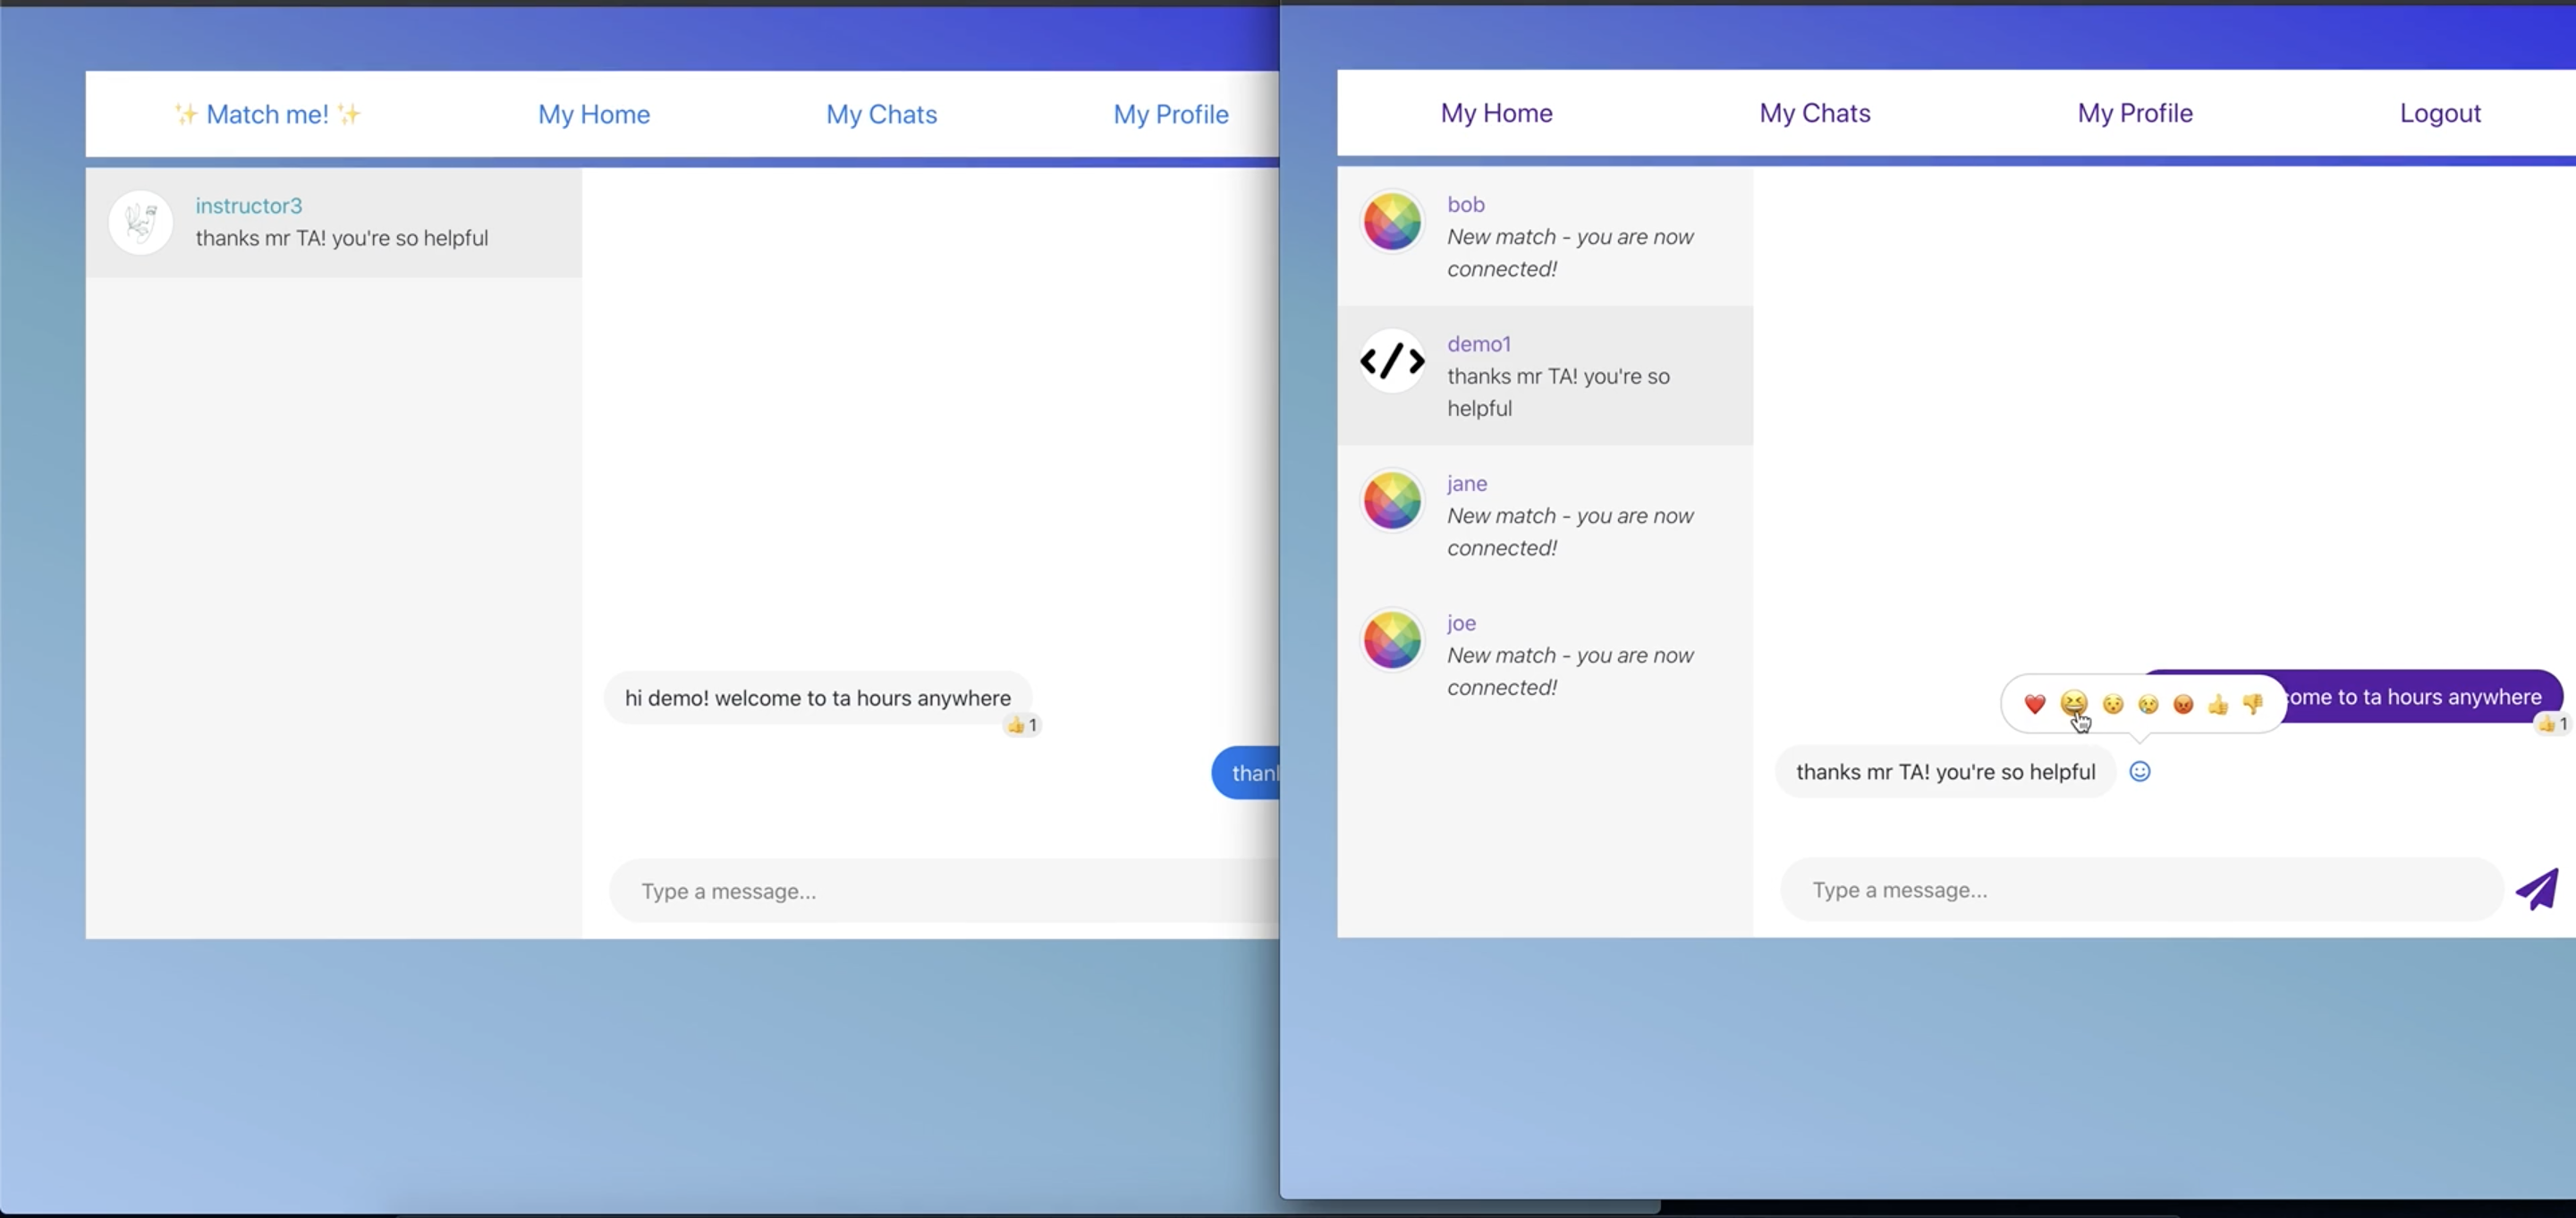 ✨ Match me! ✨ My Home My Chats My Profile
instructor3
thanks mr TA! you're so helpful
hi demo! welcome to ta hours anywhere
👍 1
Type a message...
My Home My Chats My Profile Logout
bob
New match - you are now
connected!
demo1
thanks mr TA! you're so
helpful
jane
New match - you are now
connected!
joe
New match - you are now
connected!
to ta hours anywhere
👍 1
thanks mr TA! you're so helpful
Type a message...